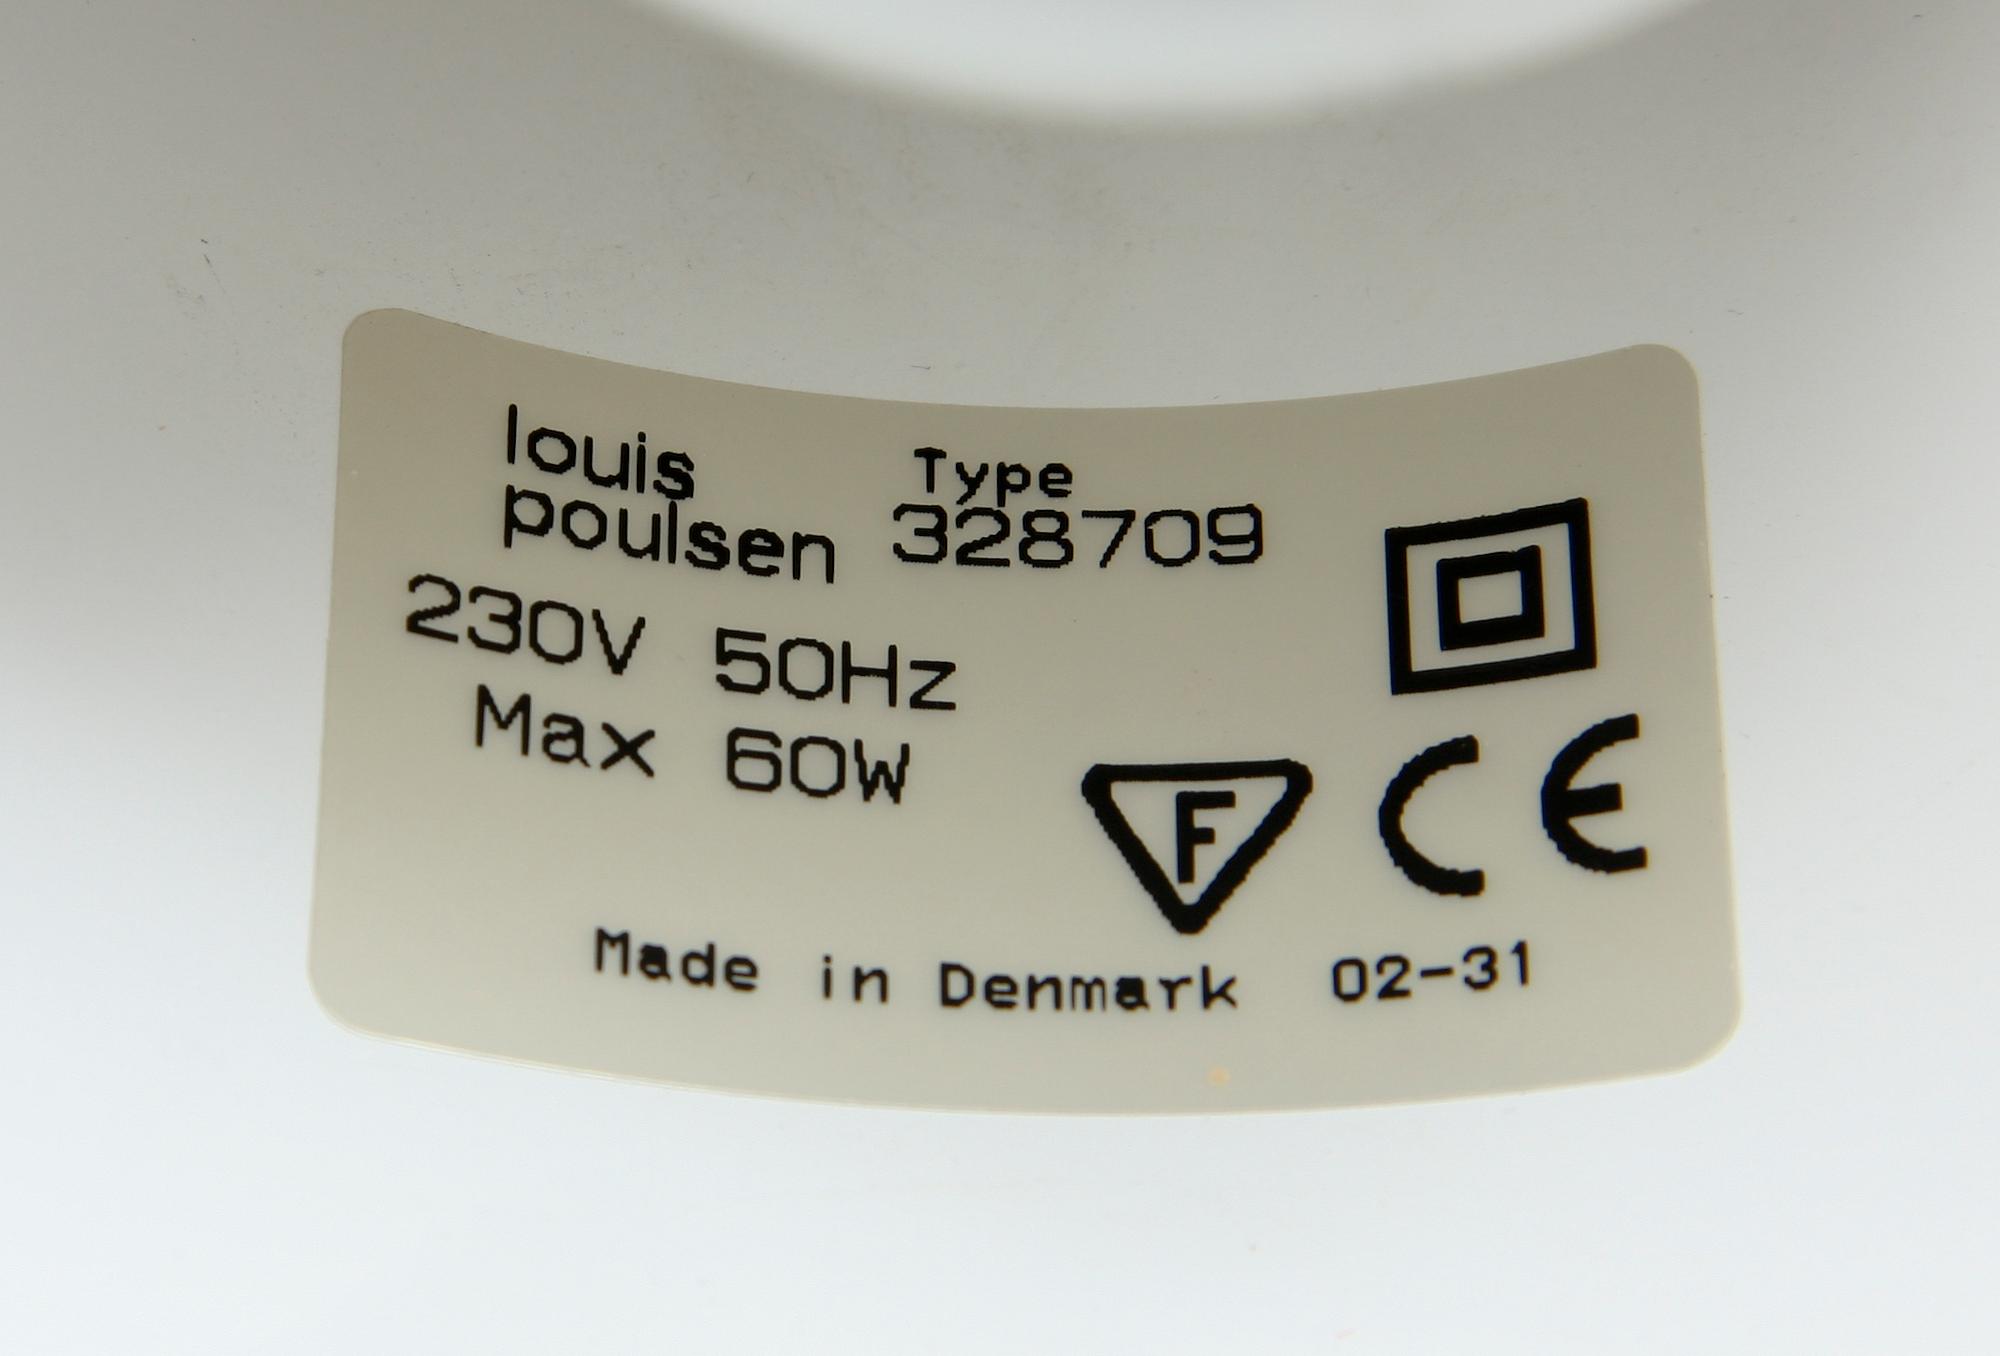 louis
poulsen
Type
328709
230V 50Hz
Max 60W
F
CE
Made in Denmark 02-31